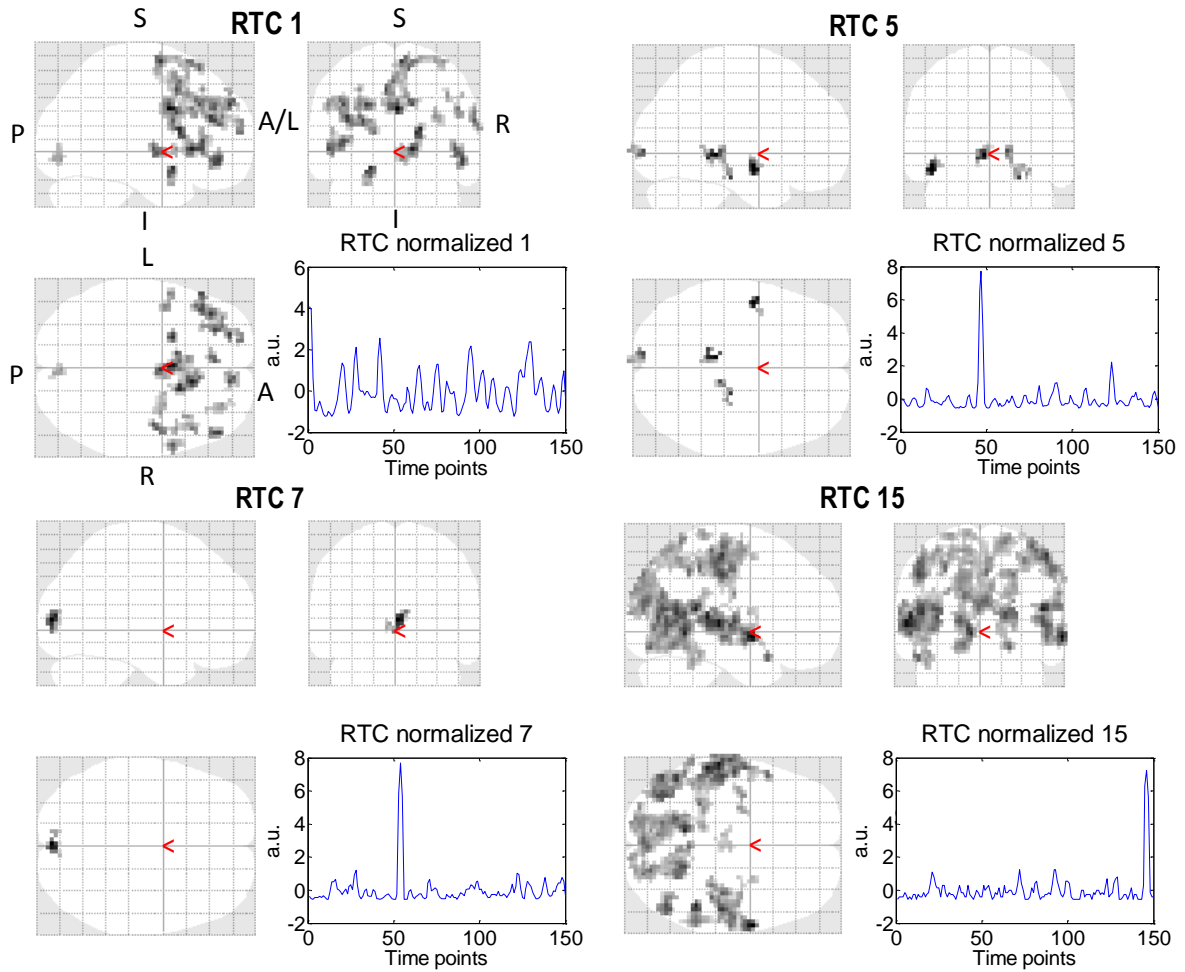 S
RTC 1
S
RTC 5
P
A/L
R
I
I
L
RTC normalized 1
RTC normalized 5
P
A
R
a.u.
6
4
2
0
-2
0
50
100
150
Time points
a.u.
8
6
4
2
0
-2
0
50
100
150
Time points
RTC 7
RTC 15
RTC normalized 7
RTC normalized 15
a.u.
8
6
4
2
0
-2
0
50
100
150
Time points
a.u.
8
6
4
2
0
-2
0
50
100
150
Time points